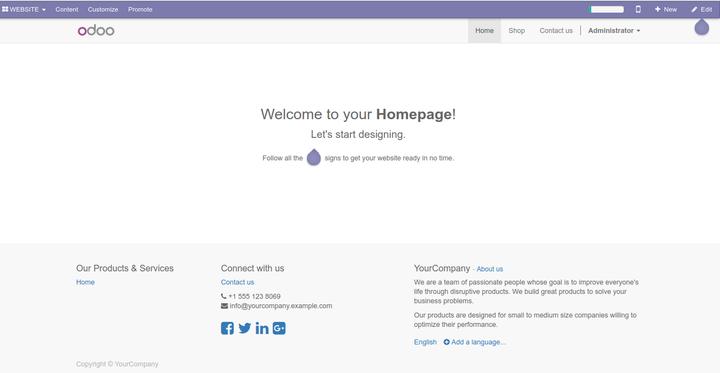 WEBSITE Content Customize Promote New Edit
odoo Home Shop Contact us Administrator
Welcome to your Homepage!
Let's start designing.
Follow all the signs to get your website ready in no time.
Our Products & Services
Home
Connect with us
Contact us
+1 555 123 8069
info@yourcompany.example.com
YourCompany - About us
We are a team of passionate people whose goal is to improve everyone's
life through disruptive products. We build great products to solve your
business problems.
Our products are designed for small to medium size companies willing to
optimize their performance.
English Add a language...
Copyright © YourCompany